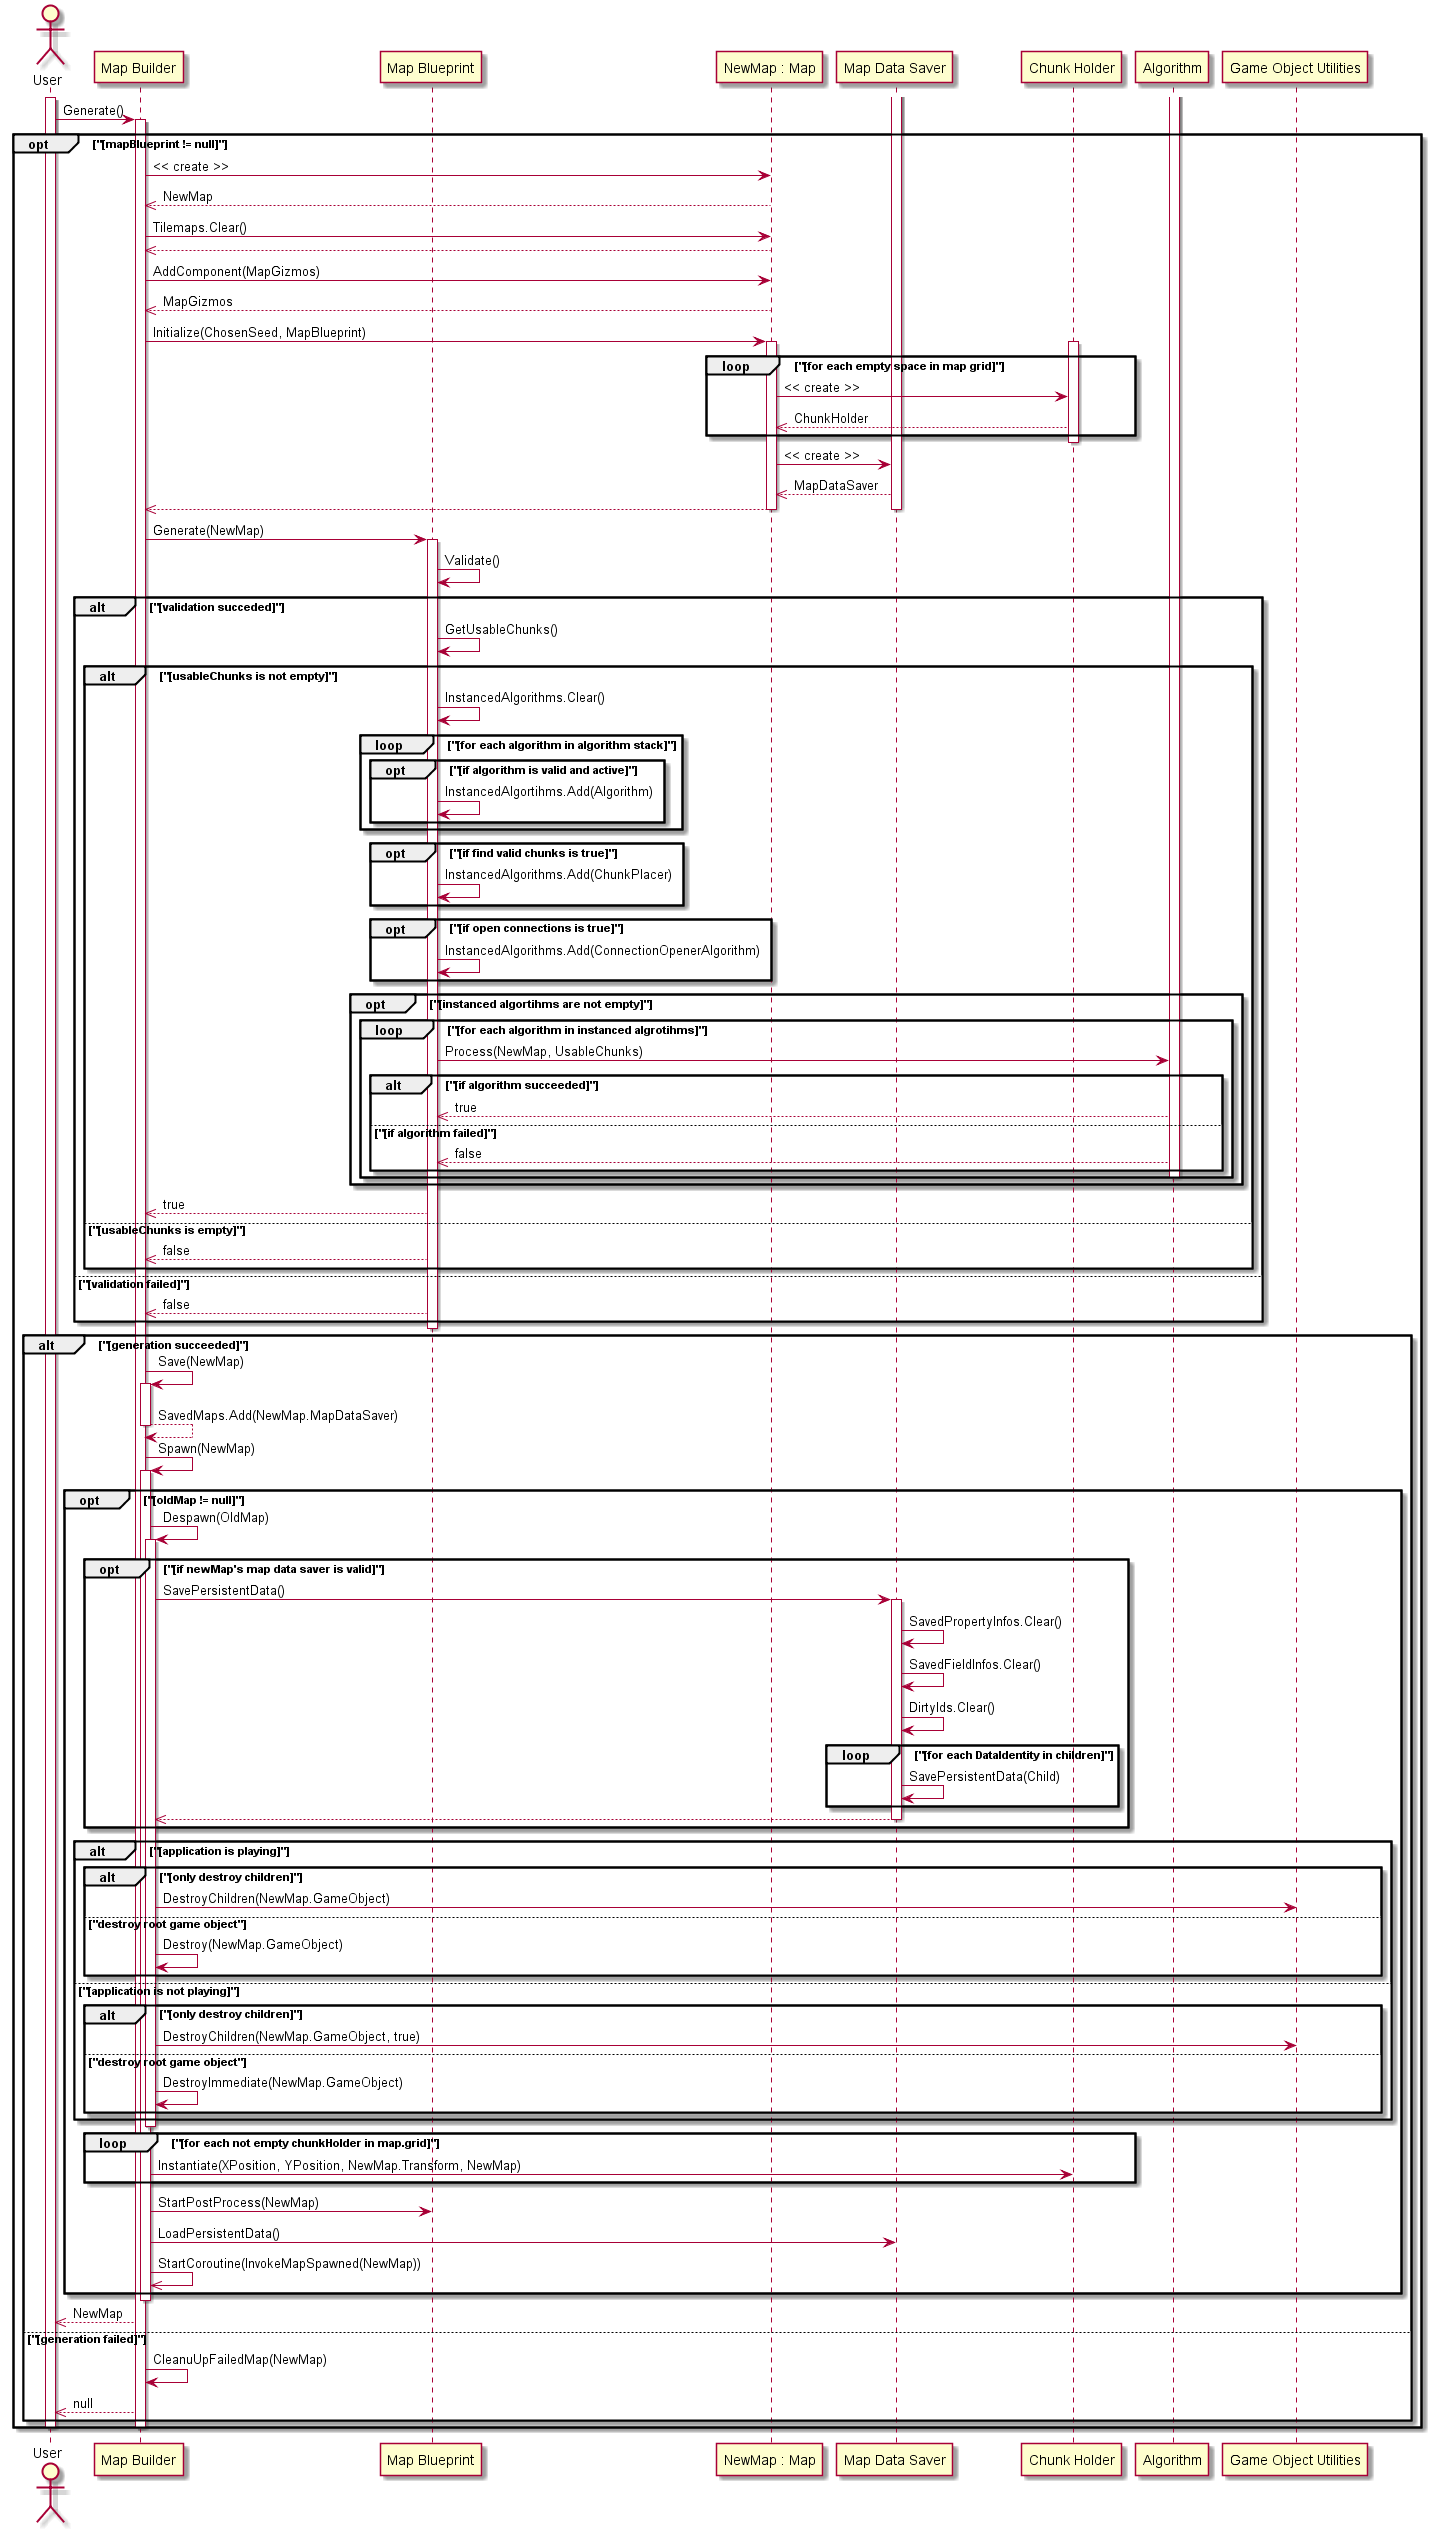 User
Map Builder
Map Blueprint
NewMap : Map
Map Data Saver
Chunk Holder
Algorithm
Game Object Utilities
Generate()
opt
["[mapBlueprint != null]"]
<< create >>
NewMap
Tilemaps.Clear()
AddComponent(MapGizmos)
MapGizmos
Initialize(ChosenSeed, MapBlueprint)
loop
["[for each empty space in map grid]"]
<< create >>
ChunkHolder
<< create >>
MapDataSaver
Generate(NewMap)
Validate()
alt
["[validation succeded]"]
GetUsableChunks()
alt
["[usableChunks is not empty]"]
InstancedAlgorithms.Clear()
loop
["[for each algorithm in algorithm stack]"]
opt
["[if algorithm is valid and active]"]
InstancedAlgortihms.Add(Algorithm)
opt
["[if find valid chunks is true]"]
InstancedAlgorithms.Add(ChunkPlacer)
opt
["[if open connections is true]"]
InstancedAlgorithms.Add(ConnectionOpenerAlgorithm)
opt
["[instanced algortihms are not empty]"]
loop
["[for each algorithm in instanced algrotihms]"]
Process(NewMap, UsableChunks)
alt
["[if algorithm succeeded]"]
true
["[if algorithm failed]"]
false
true
["[usableChunks is empty]"]
false
["[validation failed]"]
false
alt
["[generation succeeded]"]
Save(NewMap)
SavedMaps.Add(NewMap.MapDataSaver)
Spawn(NewMap)
opt
["[oldMap != null]"]
Despawn(OldMap)
opt
["[if newMap's map data saver is valid]"]
SavePersistentData()
SavedPropertyInfos.Clear()
SavedFieldInfos.Clear()
DirtyIds.Clear()
loop
["[for each DataIdentity in children]"]
SavePersistentData(Child)
alt
["[application is playing]"]
alt
["[only destroy children]"]
DestroyChildren(NewMap.GameObject)
["destroy root game object"]
Destroy(NewMap.GameObject)
["[application is not playing]"]
alt
["[only destroy children]"]
DestroyChildren(NewMap.GameObject, true)
["destroy root game object"]
DestroyImmediate(NewMap.GameObject)
loop
["[for each not empty chunkHolder in map.grid]"]
Instantiate(XPosition, YPosition, NewMap.Transform, NewMap)
StartPostProcess(NewMap)
LoadPersistentData()
StartCoroutine(InvokeMapSpawned(NewMap))
NewMap
["[generation failed]"]
CleanuUpFailedMap(NewMap)
null
User
Map Builder
Map Blueprint
NewMap : Map
Map Data Saver
Chunk Holder
Algorithm
Game Object Utilities